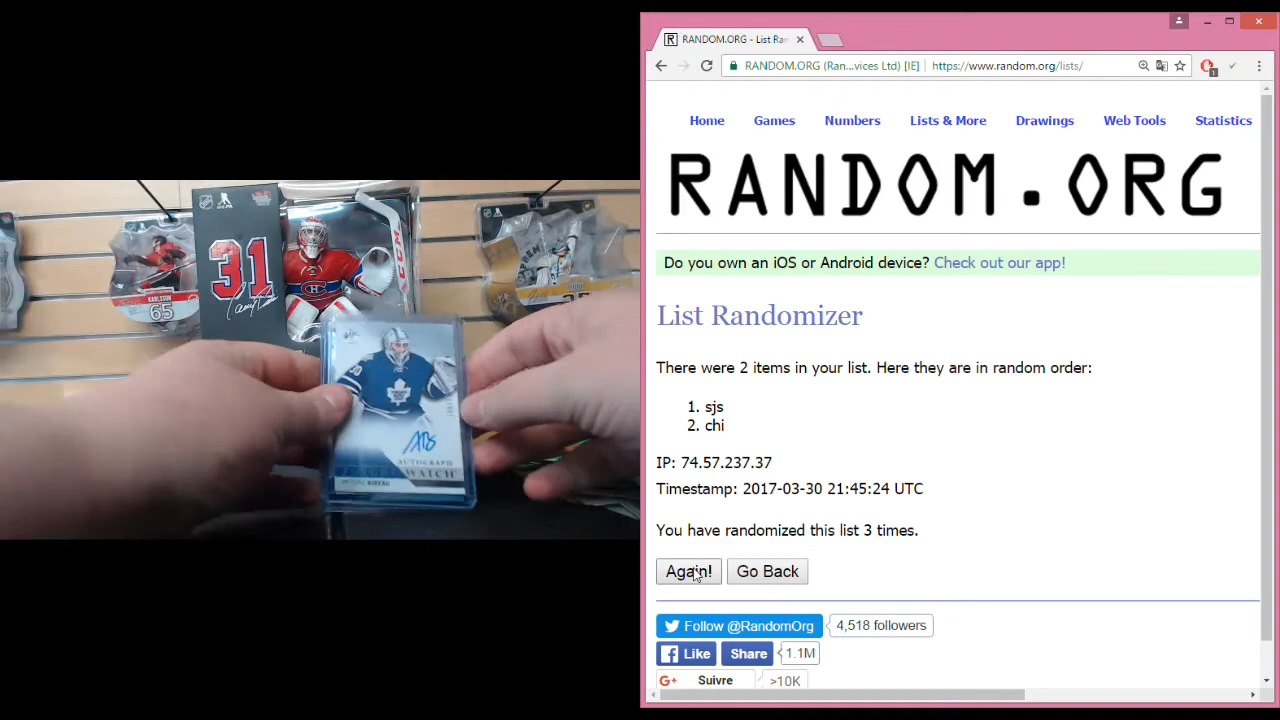 RANDOM.ORG - List Ra
RANDOM.ORG (Ran...vices Ltd) [IE]
https://www.random.org/lists/
1
Home Games Numbers Lists & More Drawings Web Tools Statistics
RANDOM.ORG
Do you own an iOS or Android device? Check out our app!
List Randomizer
There were 2 items in your list. Here they are in random order:
1. sjs
2. chi
IP: 74.57.237.37
Timestamp: 2017-03-30 21:45:24 UTC
You have randomized this list 3 times.
Again! Go Back
Follow @RandomOrg 4,518 followers
Like Share 1.1M
G+ Suivre >10K
31
KARLSSON
65
CCM
AUTOGRAPH
WATCH